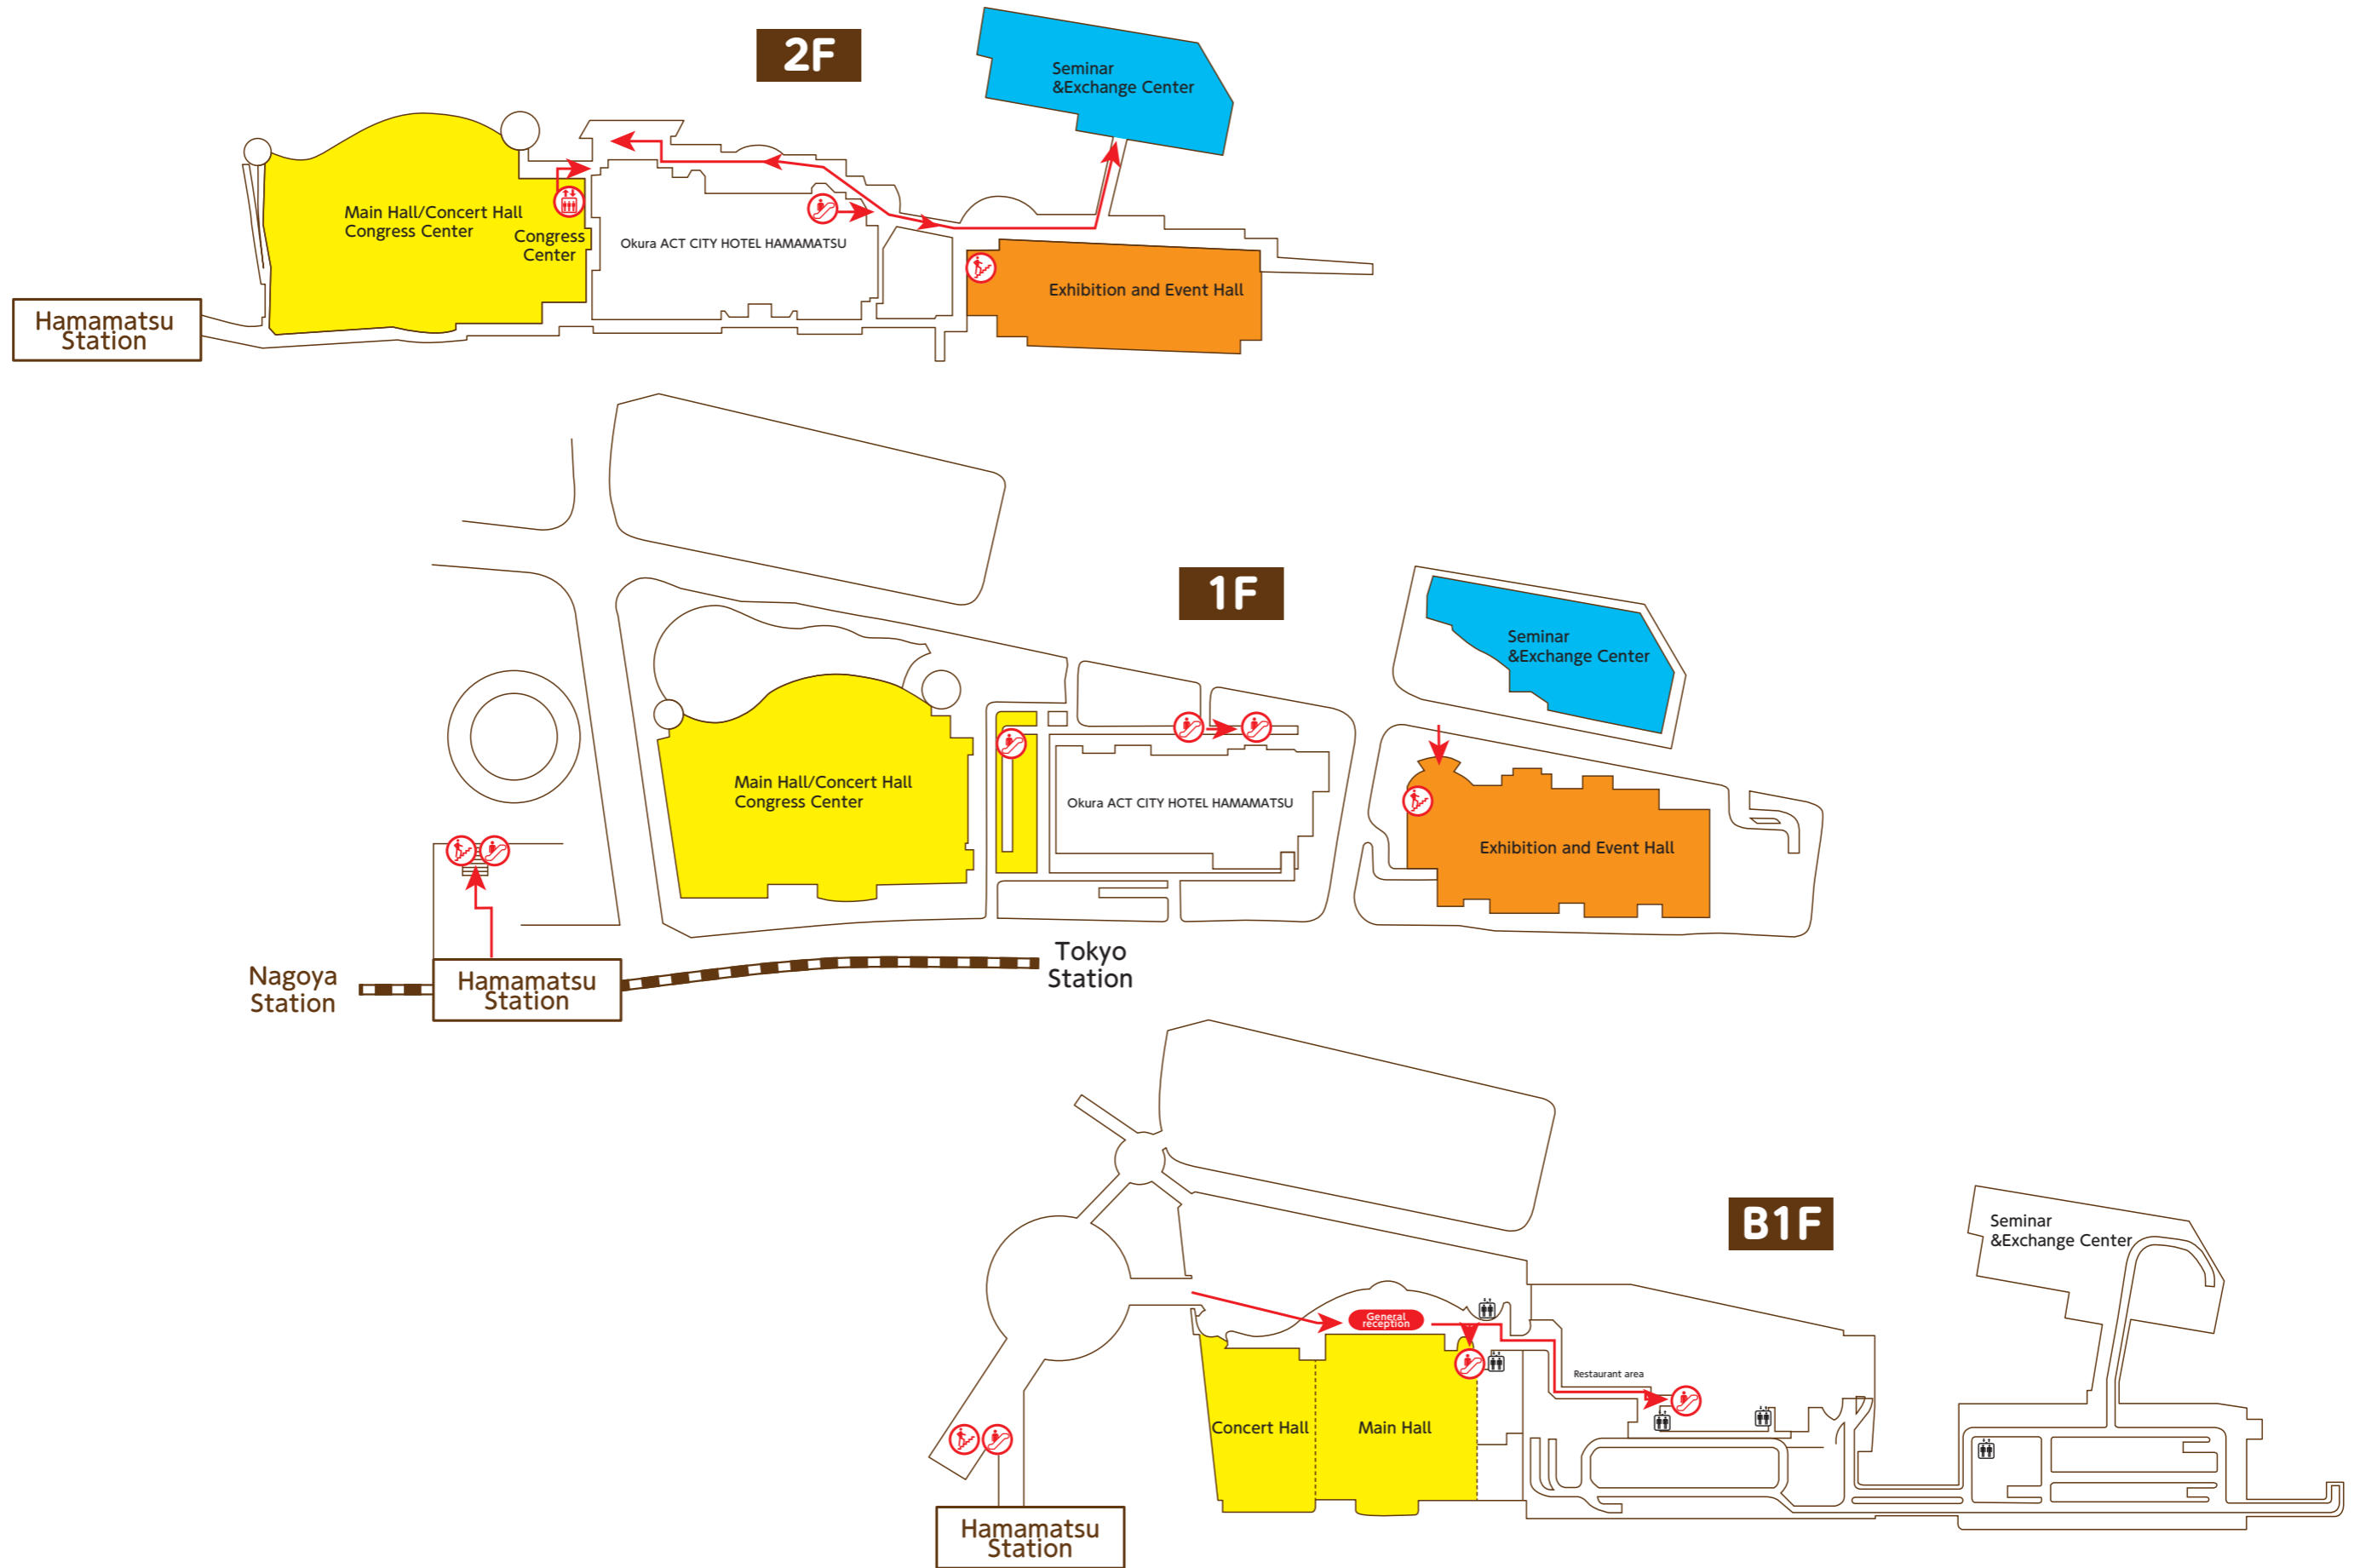 2F
Seminar
&Exchange Center
Main Hall/Concert Hall
Congress Center
Congress
Center
Okura ACT CITY HOTEL HAMAMATSU
Exhibition and Event Hall
Hamamatsu
Station
1F
Seminar
&Exchange Center
Main Hall/Concert Hall
Congress Center
Okura ACT CITY HOTEL HAMAMATSU
Exhibition and Event Hall
Nagoya
Station
Hamamatsu
Station
Tokyo
Station
B1F
Seminar
&Exchange Center
General
reception
Restaurant area
Concert Hall
Main Hall
Hamamatsu
Station